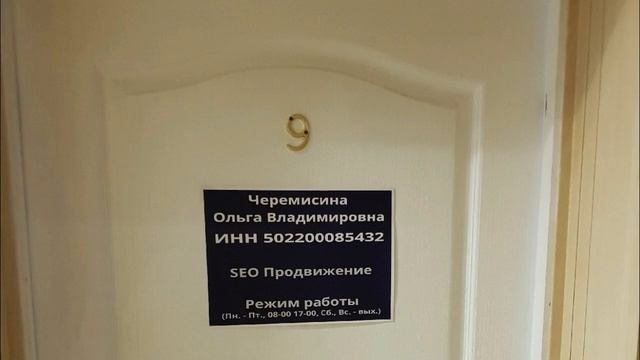 9
Черемисина
Ольга Владимировна
ИНН 502200085432
SEO Продвижение
Режим работы
(Пн. - Пт., 08-00 17-00, Сб., Вс. - вых.)